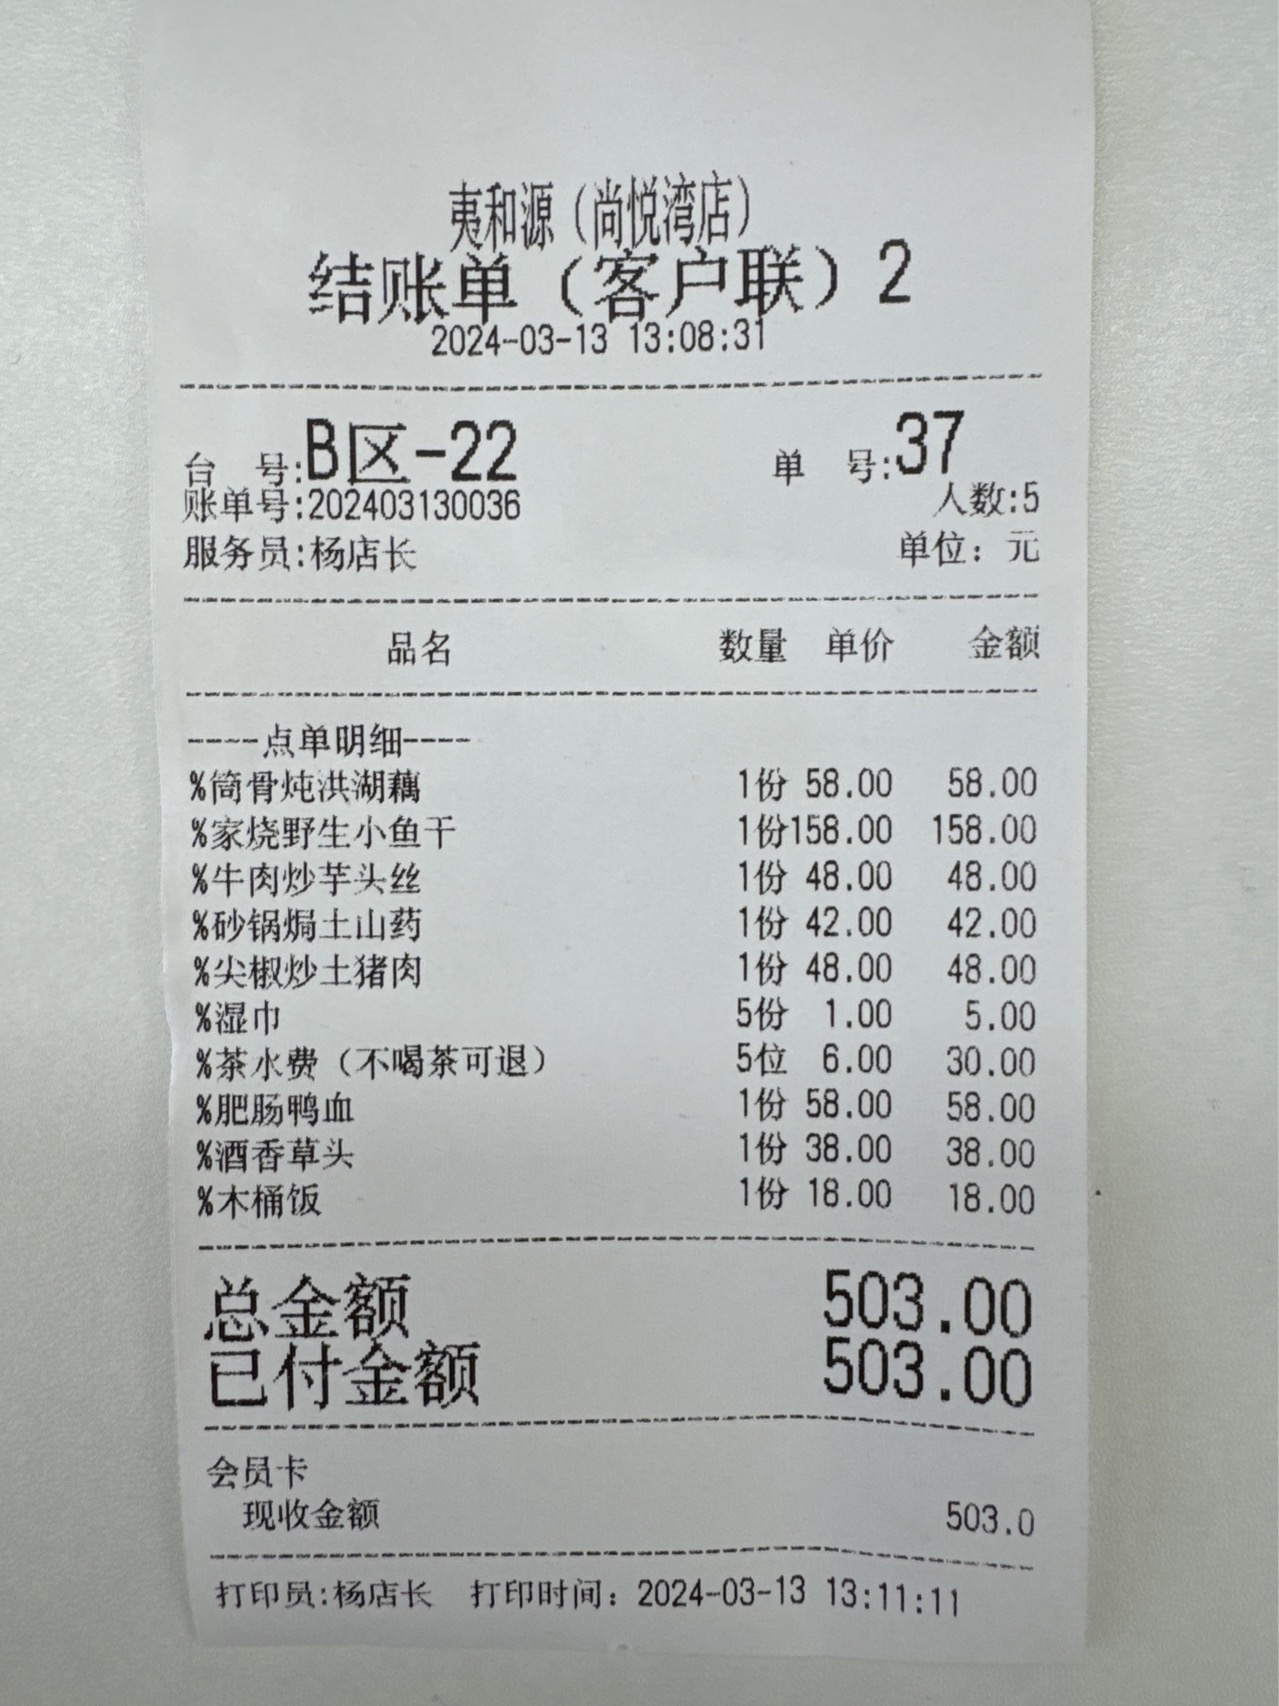 夷和源（尚悦湾店）
结账单（客户联）2
2024-03-13 13:08:31
台　号:B区-22　单　号:37
账单号:202403130036　人数:5
服务员:杨店长　单位：元
品名　数量　单价　金额
----点单明细----
%筒骨炖洪湖藕　1份 58.00　58.00
%家烧野生小鱼干　1份158.00　158.00
%牛肉炒芋头丝　1份 48.00　48.00
%砂锅焗土山药　1份 42.00　42.00
%尖椒炒土猪肉　1份 48.00　48.00
%湿巾　5份 1.00　5.00
%茶水费（不喝茶可退）　5位 6.00　30.00
%肥肠鸭血　1份 58.00　58.00
%酒香草头　1份 38.00　38.00
%木桶饭　1份 18.00　18.00
总金额　503.00
已付金额　503.00
会员卡
现收金额　503.0
打印员:杨店长　打印时间：2024-03-13 13:11:11